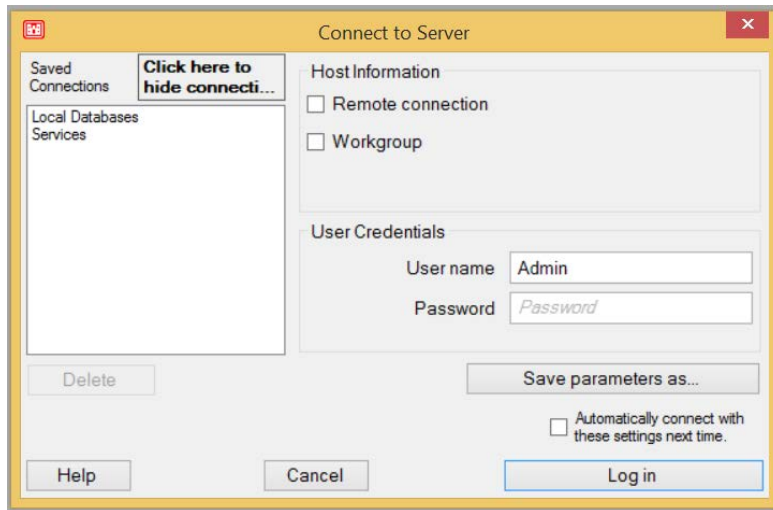 Connect to Server
Saved
Connections
Click here to
hide connecti...
Local Databases
Services
Host Information
Remote connection
Workgroup
User Credentials
User name
Admin
Password
Password
Delete
Save parameters as...
Automatically connect with
these settings next time.
Help
Cancel
Log in